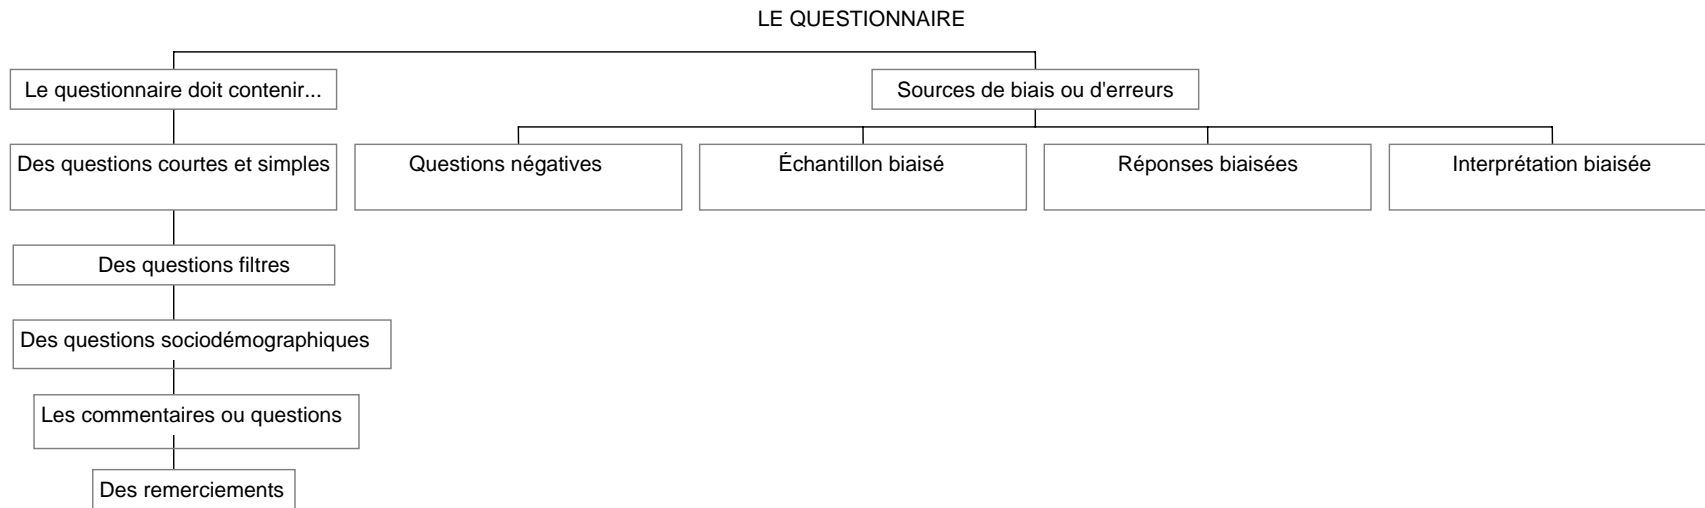 LE QUESTIONNAIRE
Le questionnaire doit contenir...
Sources de biais ou d'erreurs
Des questions courtes et simples
Questions négatives
Échantillon biaisé
Réponses biaisées
Interprétation biaisée
Des questions filtres
Des questions sociodémographiques
Les commentaires ou questions
Des remerciements